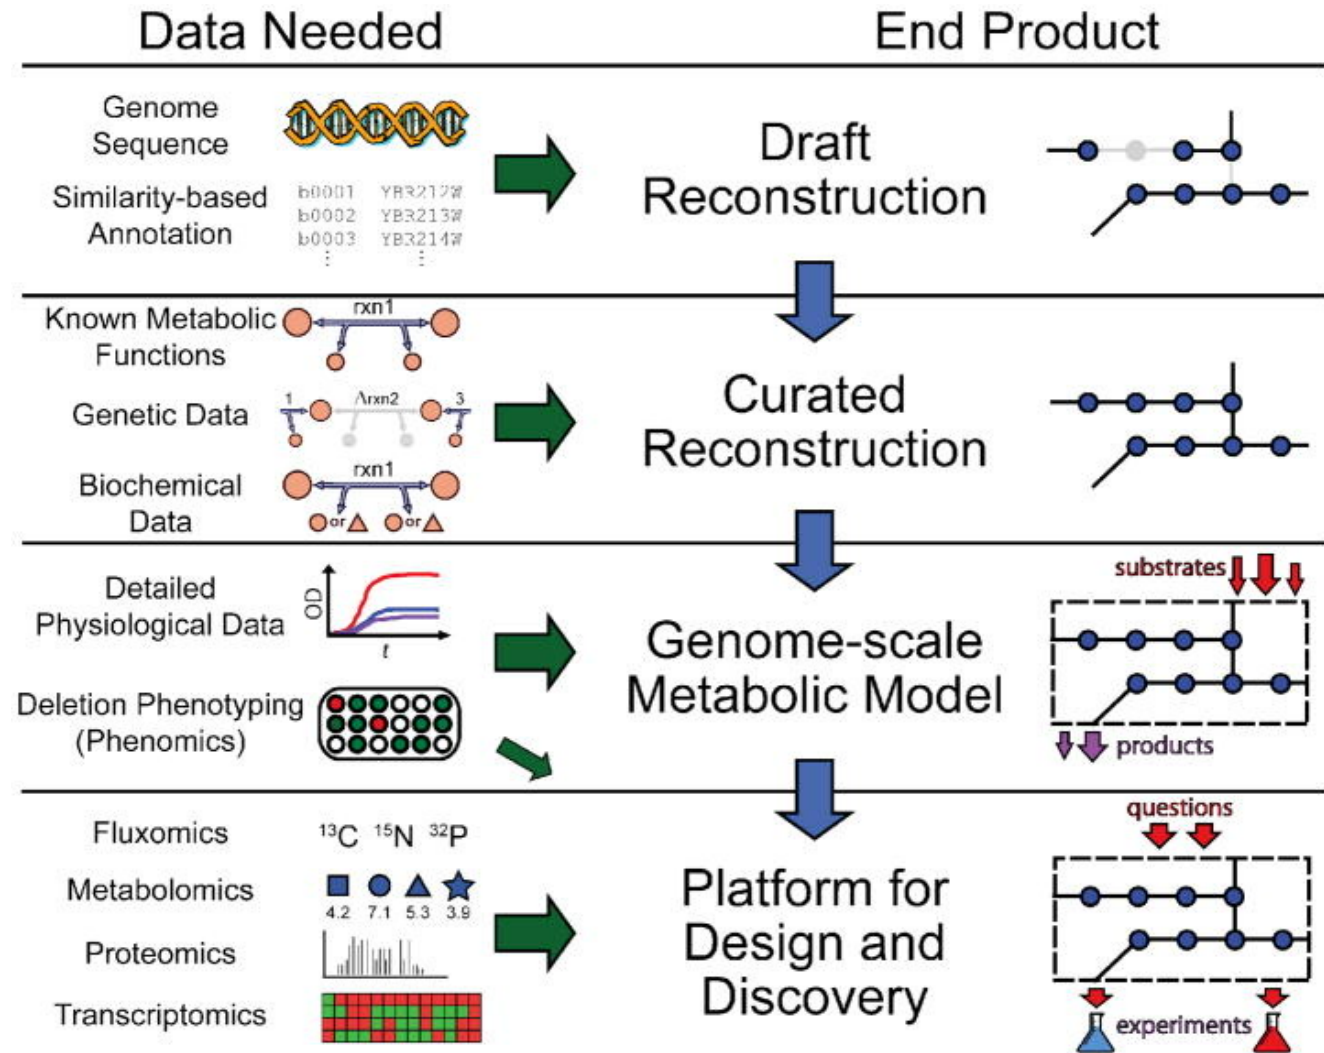 Data Needed
End Product
Genome
Sequence
Similarity-based
Annotation
b0001 YBR212W
b0002 YBR213W
b0003 YBR214W
Draft
Reconstruction
Known Metabolic
Functions
rxn1
Genetic Data
1 Λrxn2 3
Biochemical
Data
rxn1
or or
Curated
Reconstruction
Detailed
Physiological Data
OD
t
Deletion Phenotyping
(Phenomics)
Genome-scale
Metabolic Model
substrates
products
Fluxomics
¹³C ¹⁵N ³²P
Metabolomics
4.2 7.1 5.3 3.9
Proteomics
Transcriptomics
Platform for
Design and
Discovery
questions
experiments